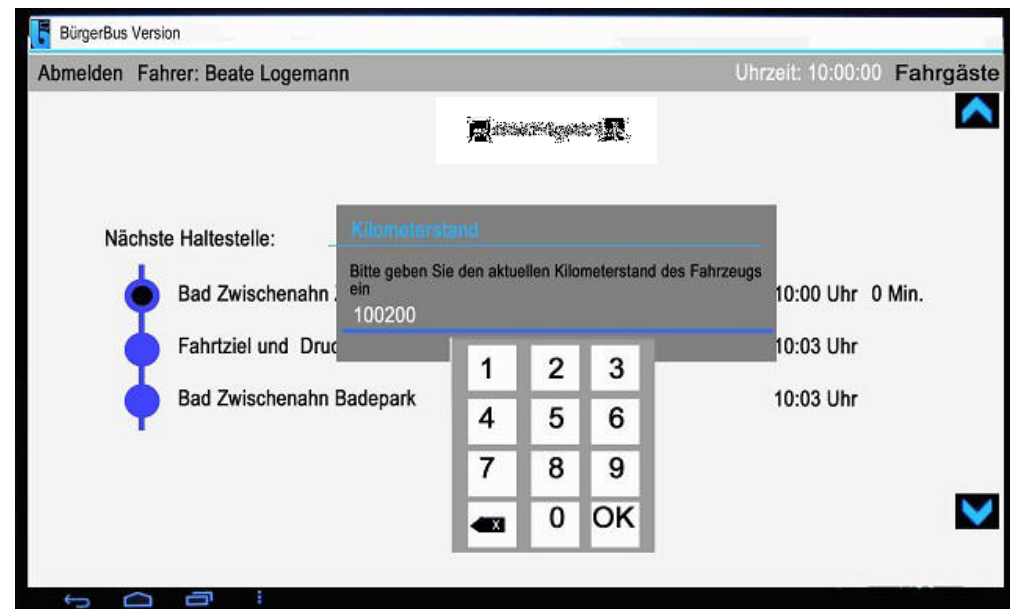 BürgerBus Version
Abmelden Fahrer: Beate Logemann Uhrzeit: 10:00:00 Fahrgäste
Nächste Haltestelle:
Kilometerstand
Bitte geben Sie den aktuellen Kilometerstand des Fahrzeugs
ein
100200
Bad Zwischenahn 10:00 Uhr 0 Min.
Fahrtziel und 10:03 Uhr
Bad Zwischenahn Badepark 10:03 Uhr
1 2 3
4 5 6
7 8 9
X 0 OK